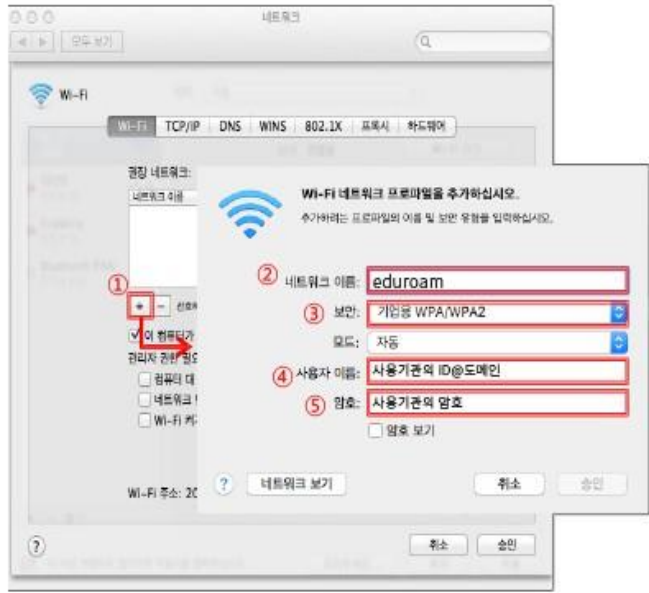 네트워크
모두 보기
Wi-Fi
Wi-Fi TCP/IP DNS WINS 802.1X 프록시 하드웨어
권장 네트워크:
네트워크 이름
①
+ −
이 컴퓨터가
관리자 권한
컴퓨터 대
네트워크
Wi-Fi 켜
Wi-Fi 주소: 20
? 취소 승인
Wi-Fi 네트워크 프로파일을 추가하십시오.
추가하려는 프로파일의 이름 및 보안 유형을 입력하십시오.
② 네트워크 이름: eduroam
③ 보안: 기업용 WPA/WPA2
모드: 자동
④ 사용자 이름: 사용기관의 ID@도메인
⑤ 암호: 사용기관의 암호
암호 보기
? 네트워크 보기 취소 승인